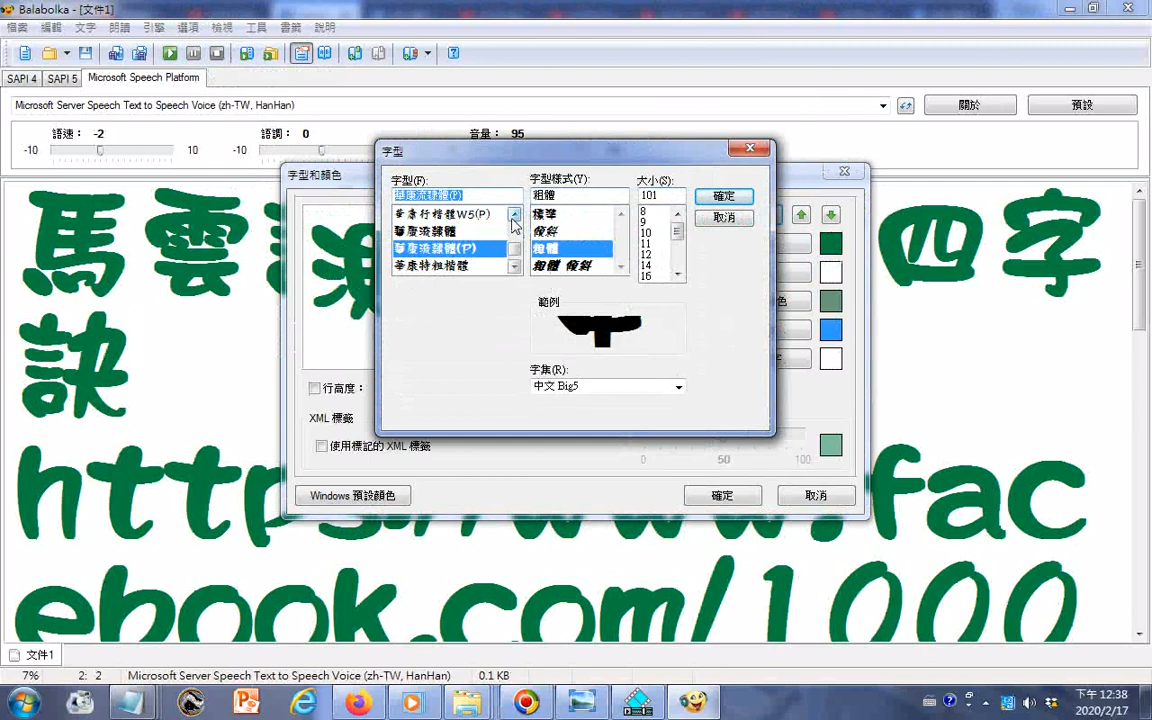 Balabolka - [文件1]
檔案 編輯 文字 朗讀 引擎 選項 檢視 工具 書籤 說明
SAPI 4 SAPI 5 Microsoft Speech Platform
Microsoft Server Speech Text to Speech Voice (zh-TW, HanHan) 關於 預設
語速： -2 語調： 0 音量： 95
-10 10 -10
字型和顏色
字型
字型(F): 字型樣式(Y): 大小(S):
華康流隸體(P) 粗體 101 確定
華康行楷體W5(P) 標準 8
取消
9
華康流隸體 傾斜 10
華康流隸體(P) 粗體 11
12
華康特粗楷體 粗體 傾斜 14
16
範例
字集(R):
中文 Big5
行高度：
XML 標籤
使用標記的 XML 標籤
0 50 100
Windows 預設顏色 確定 取消
馬雲 四字
訣
http fac
ebook.com/1000
文件1
7% 2: 2 Microsoft Server Speech Text to Speech Voice (zh-TW, HanHan) 0.1 KB
下午 12:38
2020/2/17